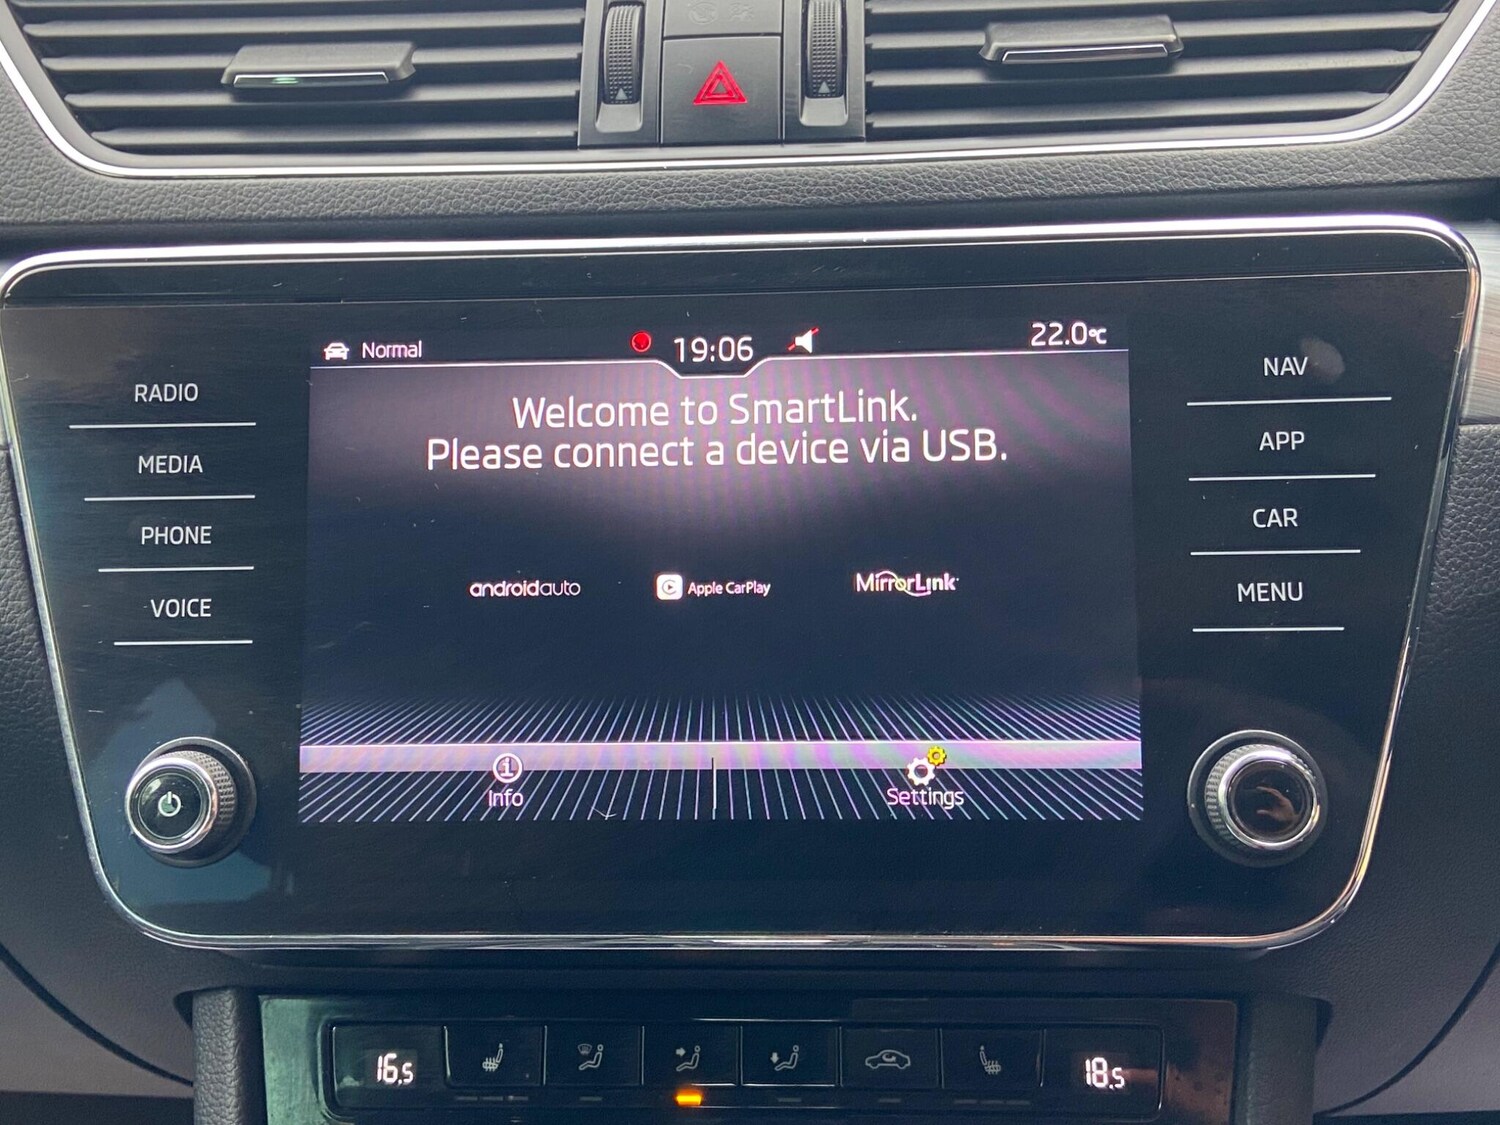 Normal
19:06
22.0°C
Welcome to SmartLink.
Please connect a device via USB.
androidauto
Apple CarPlay
MirrorLink
Info
Settings
RADIO
MEDIA
PHONE
VOICE
NAV
APP
CAR
MENU
16.5
18.5